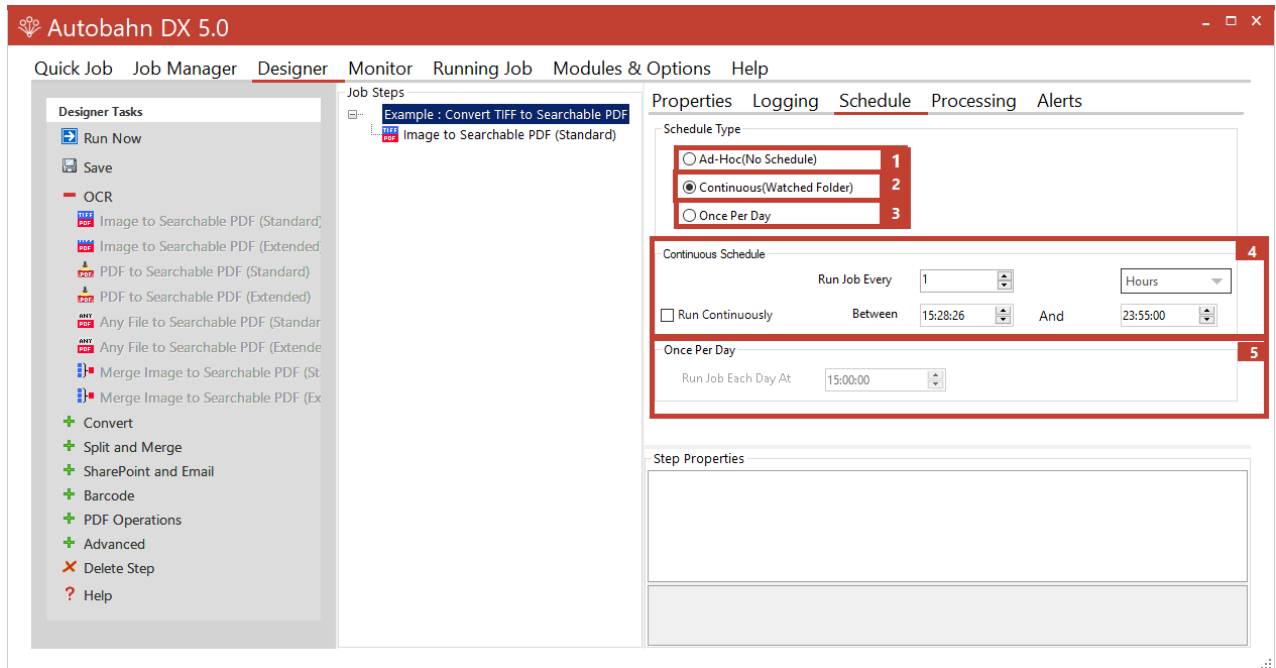 Autobahn DX 5.0
Quick Job Job Manager Designer Monitor Running Job Modules & Options Help
Designer Tasks
Run Now
Save
OCR
Image to Searchable PDF (Standard)
Image to Searchable PDF (Extended
PDF to Searchable PDF (Standard)
PDF to Searchable PDF (Extended)
Any File to Searchable PDF (Standar
Any File to Searchable PDF (Extende
Merge Image to Searchable PDF (St
Merge Image to Searchable PDF (Ex
Convert
Split and Merge
SharePoint and Email
Barcode
PDF Operations
Advanced
Delete Step
Help
Job Steps
Example : Convert TIFF to Searchable PDF
Image to Searchable PDF (Standard)
Properties Logging Schedule Processing Alerts
Schedule Type
Ad-Hoc(No Schedule) 1
Continuous(Watched Folder) 2
Once Per Day 3
Continuous Schedule 4
Run Job Every 1 Hours
Run Continuously Between 15:28:26 And 23:55:00
Once Per Day 5
Run Job Each Day At 15:00:00
Step Properties